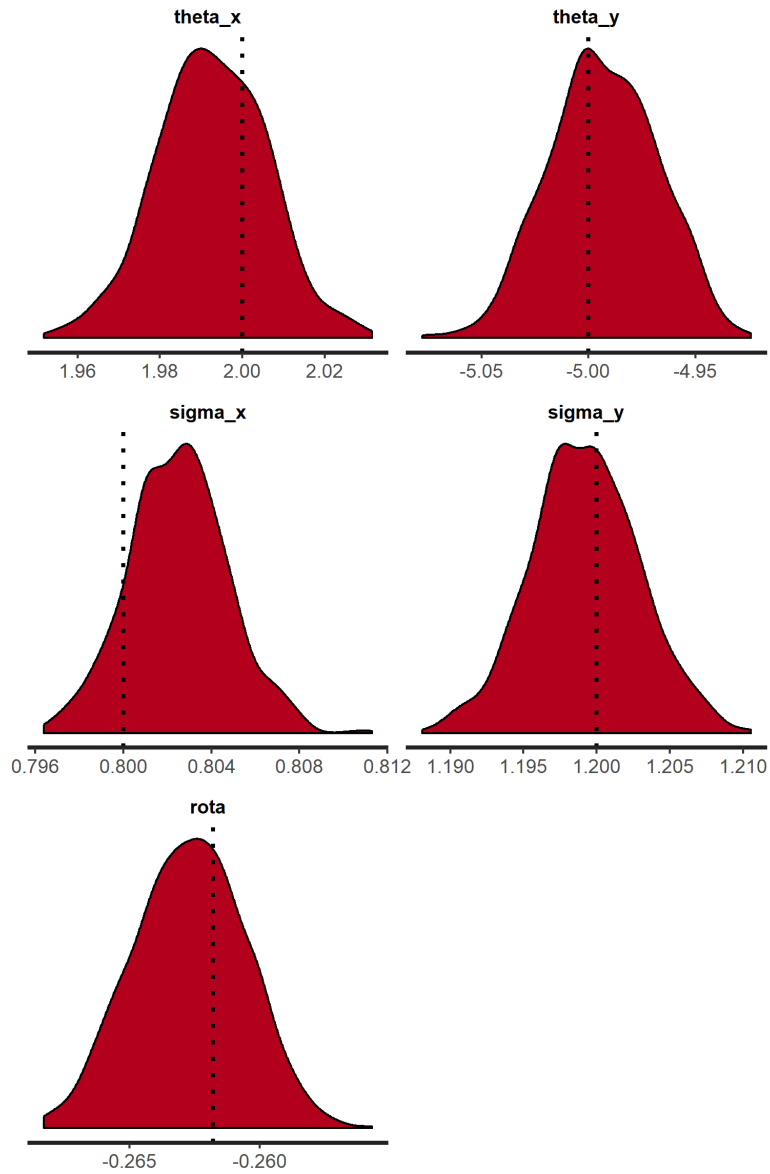 theta_x theta_y
1.96 1.98 2.00 2.02 -5.05 -5.00 -4.95
sigma_x sigma_y
0.796 0.800 0.804 0.808 0.812 1.190 1.195 1.200 1.205 1.210
rota
-0.265 -0.260